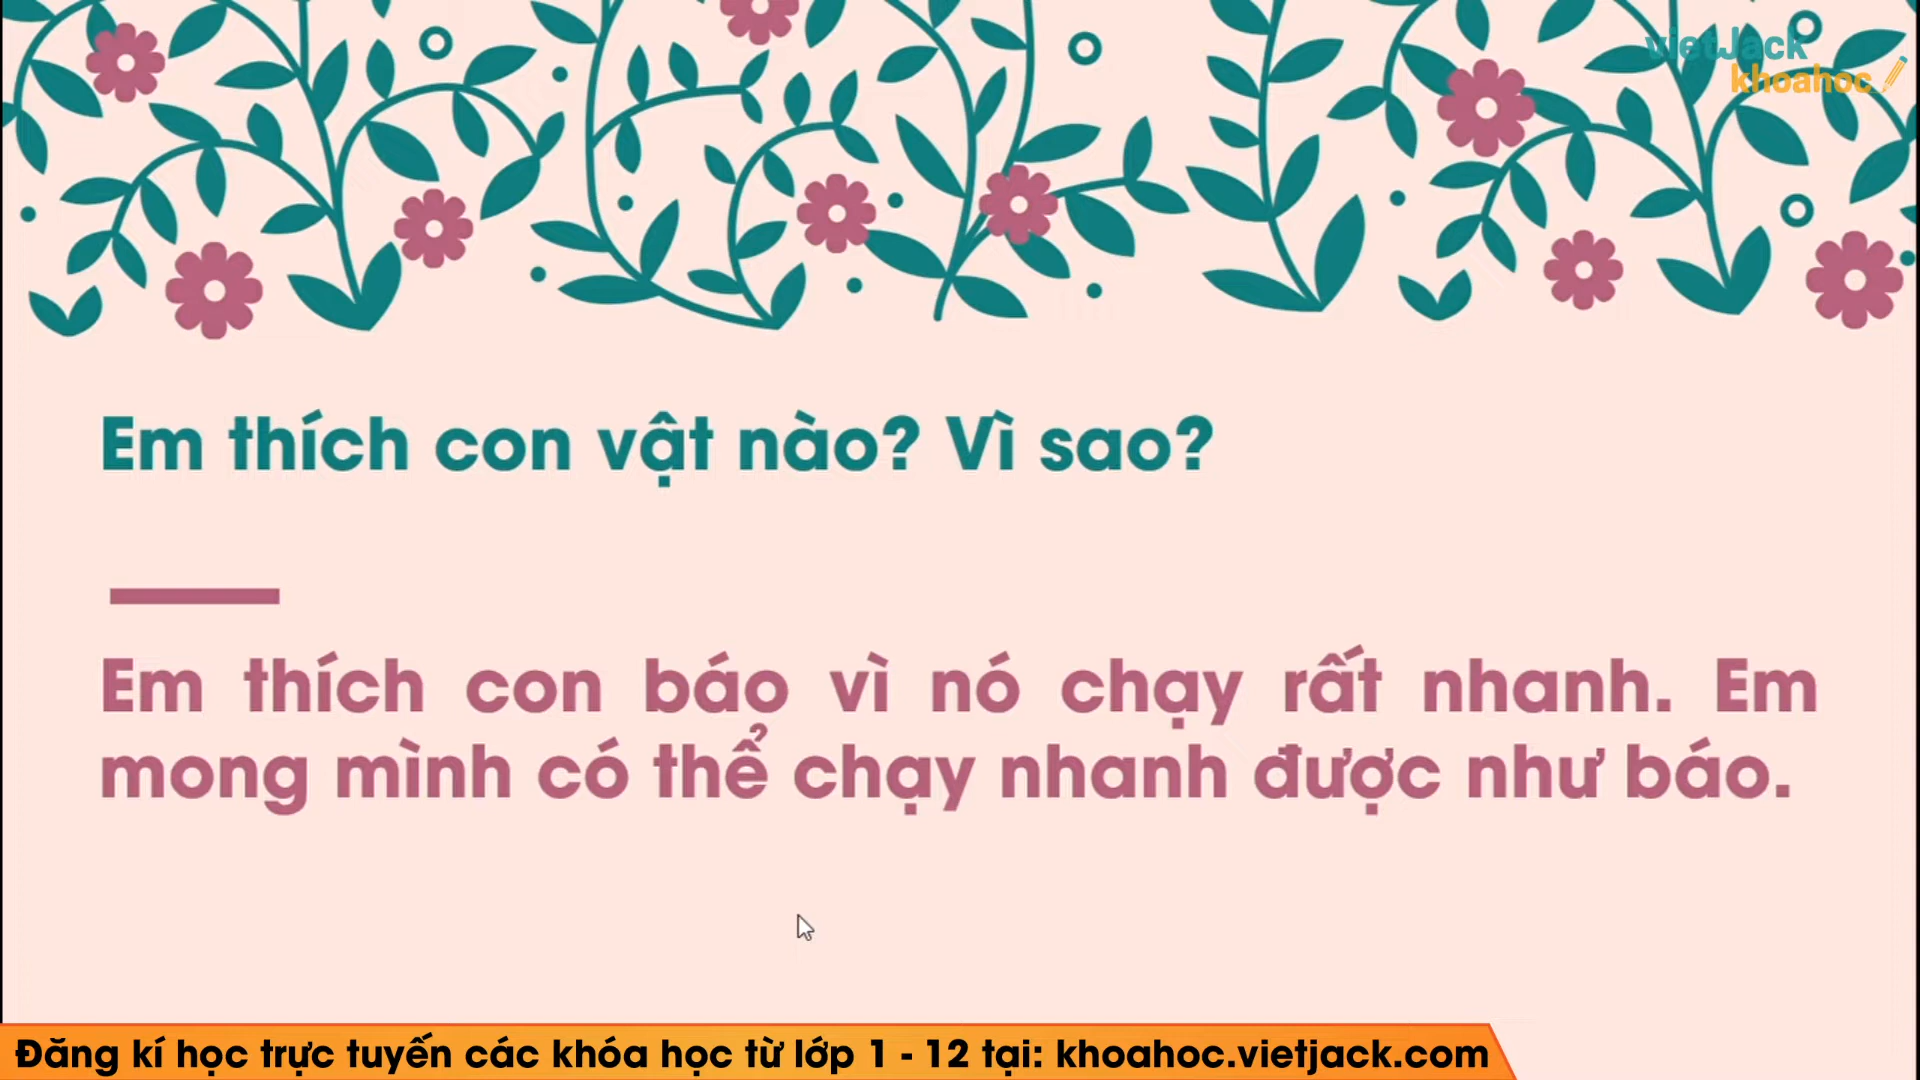 vietJack
khoahoc
Em thích con vật nào? Vì sao?
Em thích con báo vì nó chạy rất nhanh. Em
mong mình có thể chạy nhanh được như báo.
Đăng kí học trực tuyến các khóa học từ lớp 1 - 12 tại: khoahoc.vietjack.com